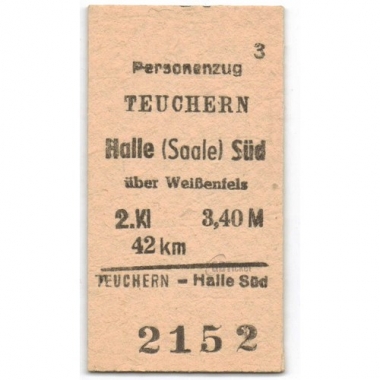 3
Personenzug
TEUCHERN
Halle (Saale) Süd
über Weißenfels
2.Kl 3,40 M
42 km
TEUCHERN – Halle Süd
2152